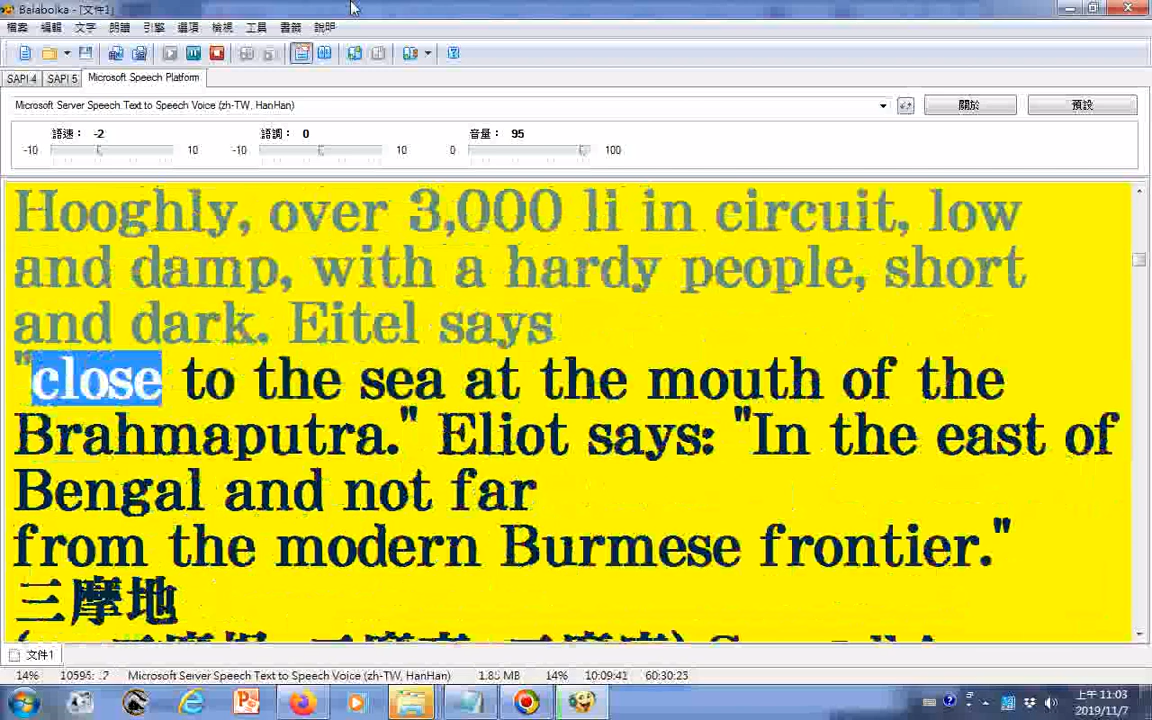 Balabolka - [文件1]
檔案 編輯 文字 朗讀 引擎 選項 檢視 工具 書籤 說明
SAPI 4 SAPI 5 Microsoft Speech Platform
Microsoft Server Speech Text to Speech Voice (zh-TW, HanHan) 關於 預設
語速： -2 語調： 0 音量： 95
-10 10 -10 10 0 100
Hooghly, over 3,000 li in circuit, low
and damp, with a hardy people, short
and dark. Eitel says
"close to the sea at the mouth of the
Brahmaputra." Eliot says: "In the east of
Bengal and not far
from the modern Burmese frontier."
三摩地
文件1
14% Microsoft Server Speech Text to Speech Voice (zh-TW, HanHan) 1.85 MB 14% 10:09:41 60:30:23
上午 11:03
2019/11/7